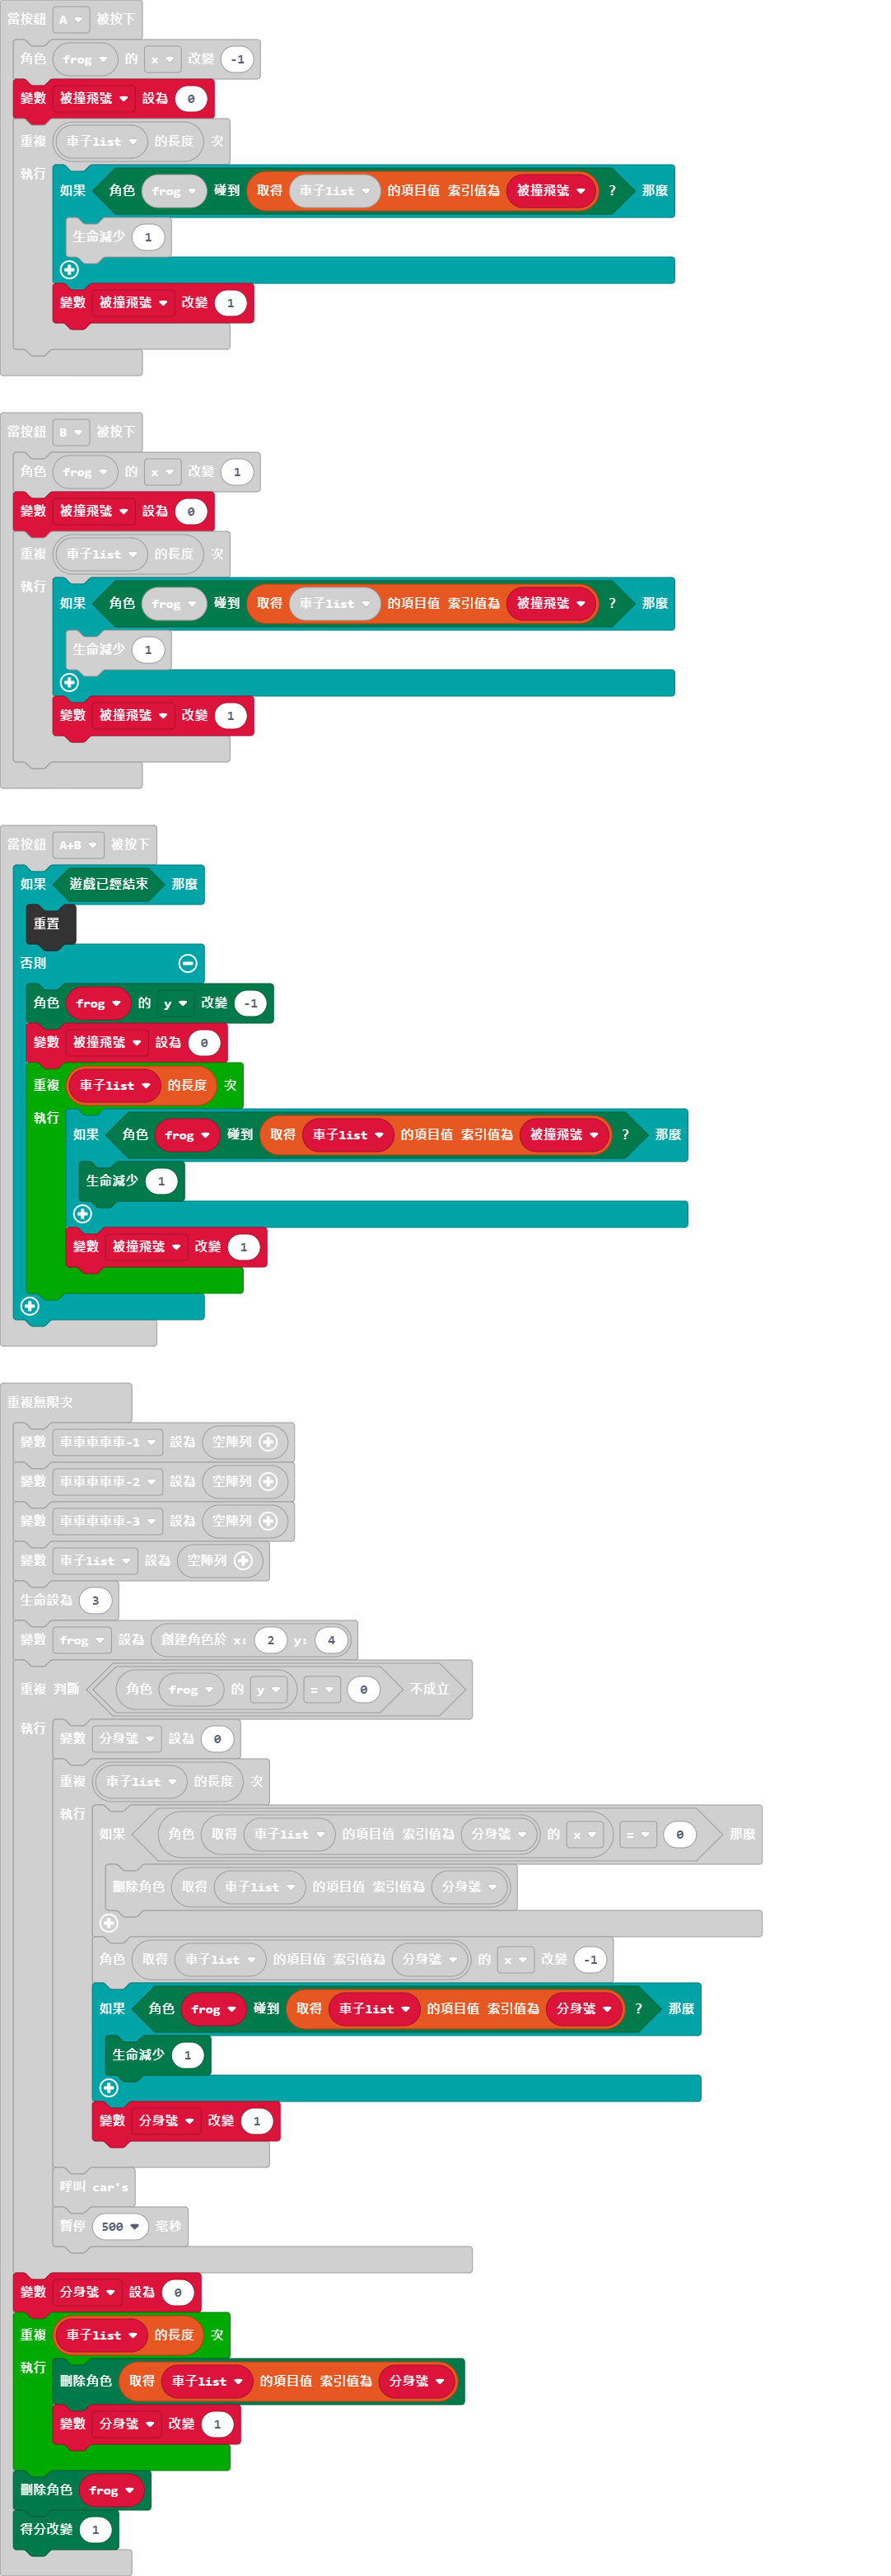 當按鈕 A 被按下
角色 frog 的 x 改變 -1
變數 被撞飛號 設為 0
重複 車子list 的長度 次
執行
如果 角色 frog 碰到 取得 車子list 的項目值 索引值為 被撞飛號 ? 那麼
生命減少 1
變數 被撞飛號 改變 1
當按鈕 B 被按下
角色 frog 的 x 改變 1
變數 被撞飛號 設為 0
重複 車子list 的長度 次
執行
如果 角色 frog 碰到 取得 車子list 的項目值 索引值為 被撞飛號 ? 那麼
生命減少 1
變數 被撞飛號 改變 1
當按鈕 A+B 被按下
如果 遊戲已經結束 那麼
重置
否則
角色 frog 的 y 改變 -1
變數 被撞飛號 設為 0
重複 車子list 的長度 次
執行
如果 角色 frog 碰到 取得 車子list 的項目值 索引值為 被撞飛號 ? 那麼
生命減少 1
變數 被撞飛號 改變 1
重複無限次
變數 車車車車車-1 設為 空陣列
變數 車車車車車-2 設為 空陣列
變數 車車車車車-3 設為 空陣列
變數 車子list 設為 空陣列
生命設為 3
變數 frog 設為 創建角色於 x: 2 y: 4
重複 判斷 角色 frog 的 y = 0 不成立
執行
變數 分身號 設為 0
重複 車子list 的長度 次
執行
如果 角色 取得 車子list 的項目值 索引值為 分身號 的 x = 0 那麼
刪除角色 取得 車子list 的項目值 索引值為 分身號
角色 取得 車子list 的項目值 索引值為 分身號 的 x 改變 -1
如果 角色 frog 碰到 取得 車子list 的項目值 索引值為 分身號 ? 那麼
生命減少 1
變數 分身號 改變 1
呼叫 car's
暫停 500 毫秒
變數 分身號 設為 0
重複 車子list 的長度 次
執行
刪除角色 取得 車子list 的項目值 索引值為 分身號
變數 分身號 改變 1
刪除角色 frog
得分改變 1